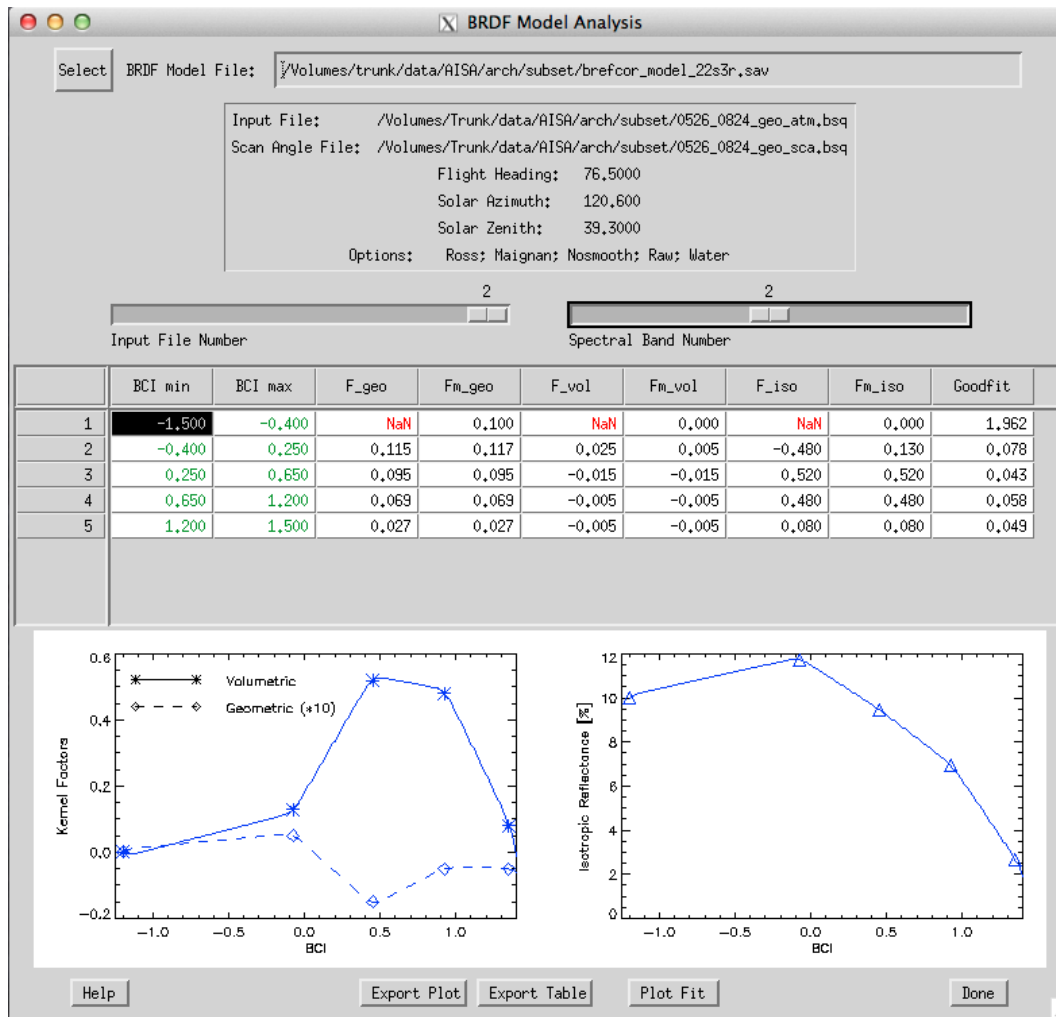 X BRDF Model Analysis
Select BRDF Model File: /Volumes/trunk/data/AISA/arch/subset/brefcor_model_22s3r.sav
Input File: /Volumes/Trunk/data/AISA/arch/subset/0526_0824_geo_atm.bsq
Scan Angle File: /Volumes/Trunk/data/AISA/arch/subset/0526_0824_geo_sca.bsq
Flight Heading: 76.5000
Solar Azimuth: 120.600
Solar Zenith: 39.3000
Options: Ross; Maignan; Nosmooth; Raw; Water
2 2
Input File Number Spectral Band Number
BCI min BCI max F_geo Fm_geo F_vol Fm_vol F_iso Fm_iso Goodfit
1 -1.500 -0.400 NaN 0.100 NaN 0.000 NaN 0.000 1.962
2 -0.400 0.250 0.115 0.117 0.025 0.005 -0.480 0.130 0.078
3 0.250 0.650 0.095 0.095 -0.015 -0.015 0.520 0.520 0.043
4 0.650 1.200 0.069 0.069 -0.005 -0.005 0.480 0.480 0.058
5 1.200 1.500 0.027 0.027 -0.005 -0.005 0.080 0.080 0.049
Kernel Factors
0.6
0.4
0.2
0.0
-0.2
Volumetric
Geometric (*10)
-1.0 -0.5 0.0 0.5 1.0
BCI
Isotropic Reflectance [%]
12
10
8
6
4
2
0
-1.0 -0.5 0.0 0.5 1.0
BCI
Help Export Plot Export Table Plot Fit Done